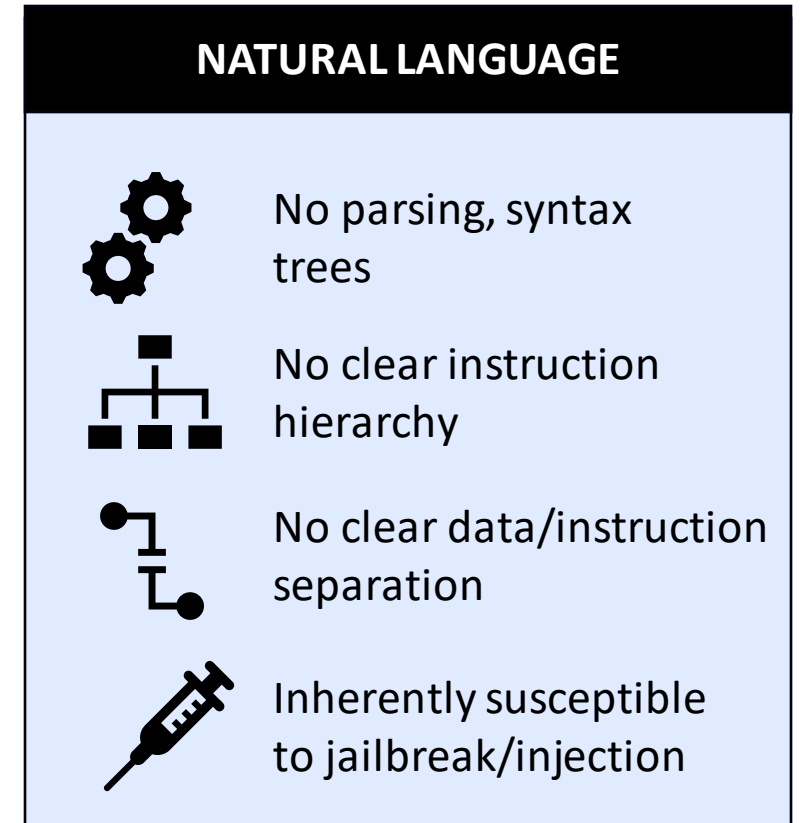 NATURAL LANGUAGE
No parsing, syntax
trees
No clear instruction
hierarchy
No clear data/instruction
separation
Inherently susceptible
to jailbreak/injection